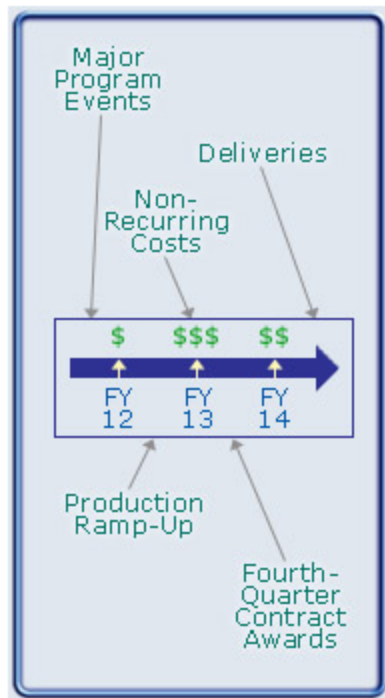 Major
Program
Events
Deliveries
Non-
Recurring
Costs
$ $$$ $$
FY FY FY
12 13 14
Production
Ramp-Up
Fourth-
Quarter
Contract
Awards